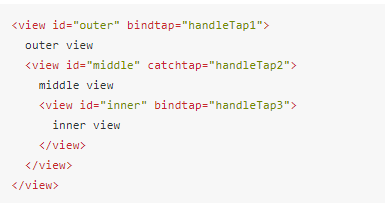 <view id="outer" bindtap="handleTap1">
  outer view
  <view id="middle" catchtap="handleTap2">
    middle view
    <view id="inner" bindtap="handleTap3">
      inner view
    </view>
  </view>
</view>